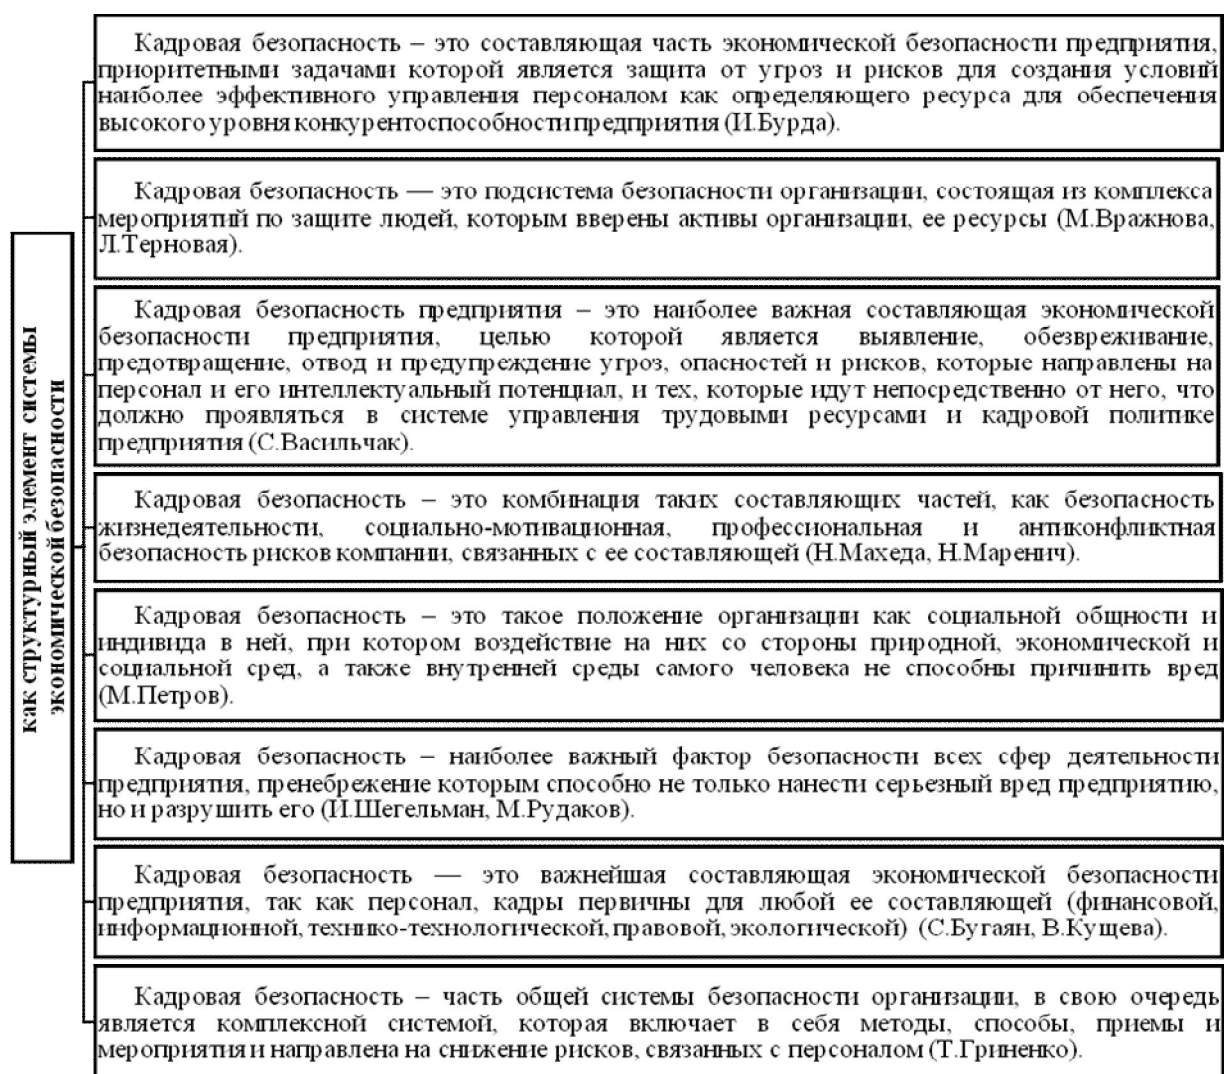 как структурный элемент системы
экономической безопасности
Кадровая безопасность – это составляющая часть экономической безопасности предприятия,
приоритетными задачами которой является защита от угроз и рисков для создания условий
наиболее эффективного управления персоналом как определяющего ресурса для обеспечения
высокого уровня конкурентоспособности предприятия (И.Бурда).
Кадровая безопасность — это подсистема безопасности организации, состоящая из комплекса
мероприятий по защите людей, которым вверены активы организации, ее ресурсы (М.Вражнова,
Л.Терновая).
Кадровая безопасность предприятия – это наиболее важная составляющая экономической
безопасности предприятия, целью которой является выявление, обезвреживание,
предотвращение, отвод и предупреждение угроз, опасностей и рисков, которые направлены на
персонал и его интеллектуальный потенциал, и тех, которые идут непосредственно от него, что
должно проявляться в системе управления трудовыми ресурсами и кадровой политике
предприятия (С.Васильчак).
Кадровая безопасность – это комбинация таких составляющих частей, как безопасность
жизнедеятельности, социально-мотивационная, профессиональная и антиконфликтная
безопасность рисков компании, связанных с ее составляющей (Н.Махеда, Н.Маренич).
Кадровая безопасность – это такое положение организации как социальной общности и
индивида в ней, при котором воздействие на них со стороны природной, экономической и
социальной сред, а также внутренней среды самого человека не способны причинить вред
(М.Петров).
Кадровая безопасность – наиболее важный фактор безопасности всех сфер деятельности
предприятия, пренебрежение которым способно не только нанести серьезный вред предприятию,
но и разрушить его (И.Шегельман, М.Рудаков).
Кадровая безопасность — это важнейшая составляющая экономической безопасности
предприятия, так как персонал, кадры первичны для любой ее составляющей (финансовой,
информационной, технико-технологической, правовой, экологической) (С.Бугаян, В.Кущева).
Кадровая безопасность – часть общей системы безопасности организации, в свою очередь
является комплексной системой, которая включает в себя методы, способы, приемы и
мероприятия и направлена на снижение рисков, связанных с персоналом (Т.Гриненко).